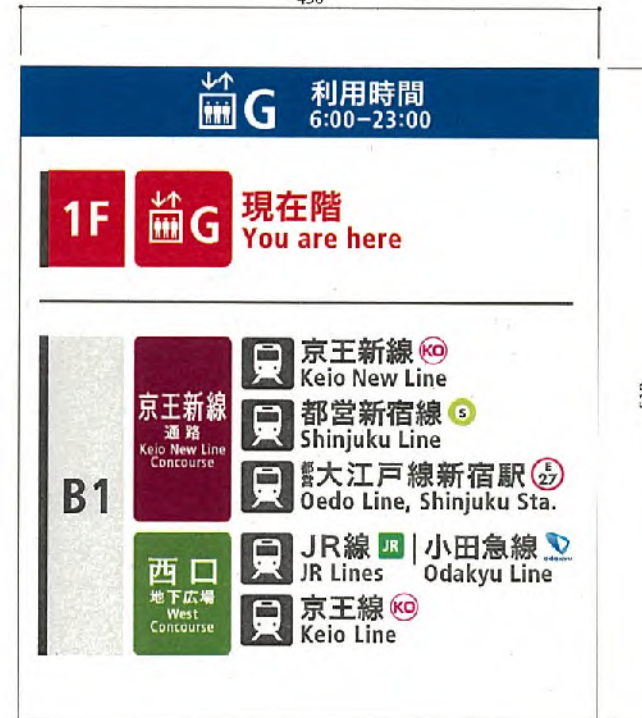 G 利用時間
6:00-23:00
1F
G 現在階
You are here
B1
京王新線
通路
Keio New Line
Concourse
京王新線 KO
Keio New Line
都営新宿線 S
Shinjuku Line
都営大江戸線新宿駅 E 27
Oedo Line, Shinjuku Sta.
西口
地下広場
West
Concourse
JR線 JR | 小田急線
JR Lines Odakyu Line
京王線 KO
Keio Line